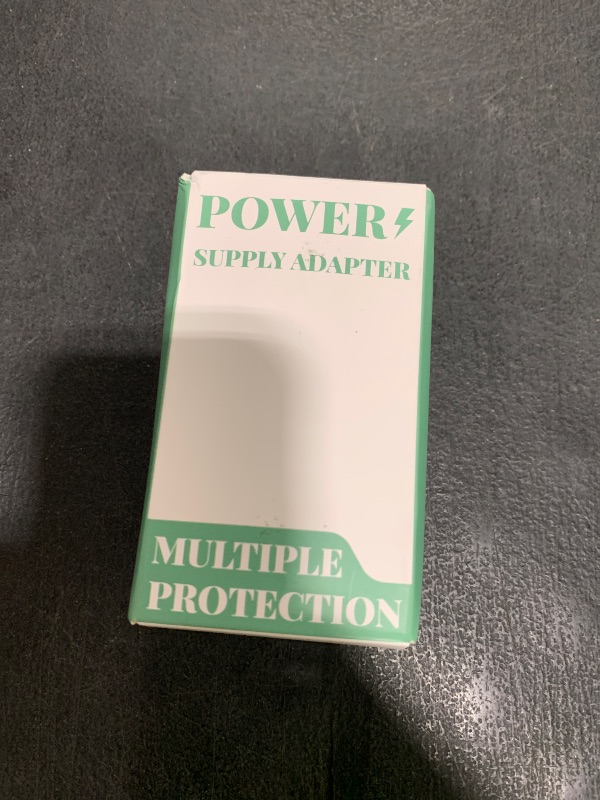 POWER
SUPPLY ADAPTER
MULTIPLE
PROTECTION